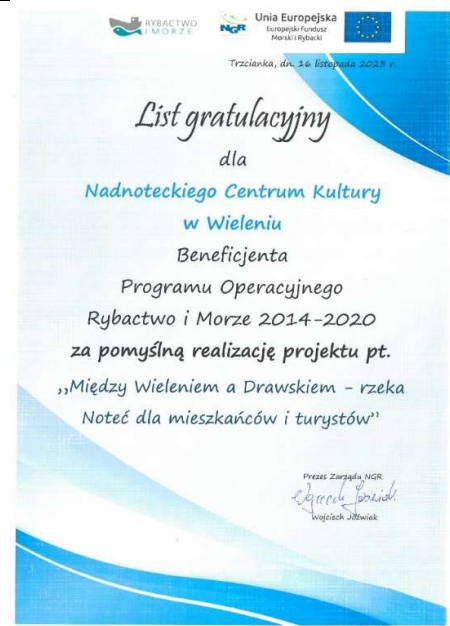 RYBACTWO
I MORZE
NGR
Unia Europejska
Europejski Fundusz
Morski i Rybacki
Trzcianka, dn. 16 listopada 2023 r.
List gratulacyjny
dla
Nadnoteckiego Centrum Kultury
w Wieleniu
Beneficjenta
Programu Operacyjnego
Rybactwo i Morze 2014-2020
za pomyślną realizację projektu pt.
,,Między Wieleniem a Drawskiem - rzeka
Noteć dla mieszkańców i turystów”
Prezes Zarządu NGR
Wojciech Jóźwiak